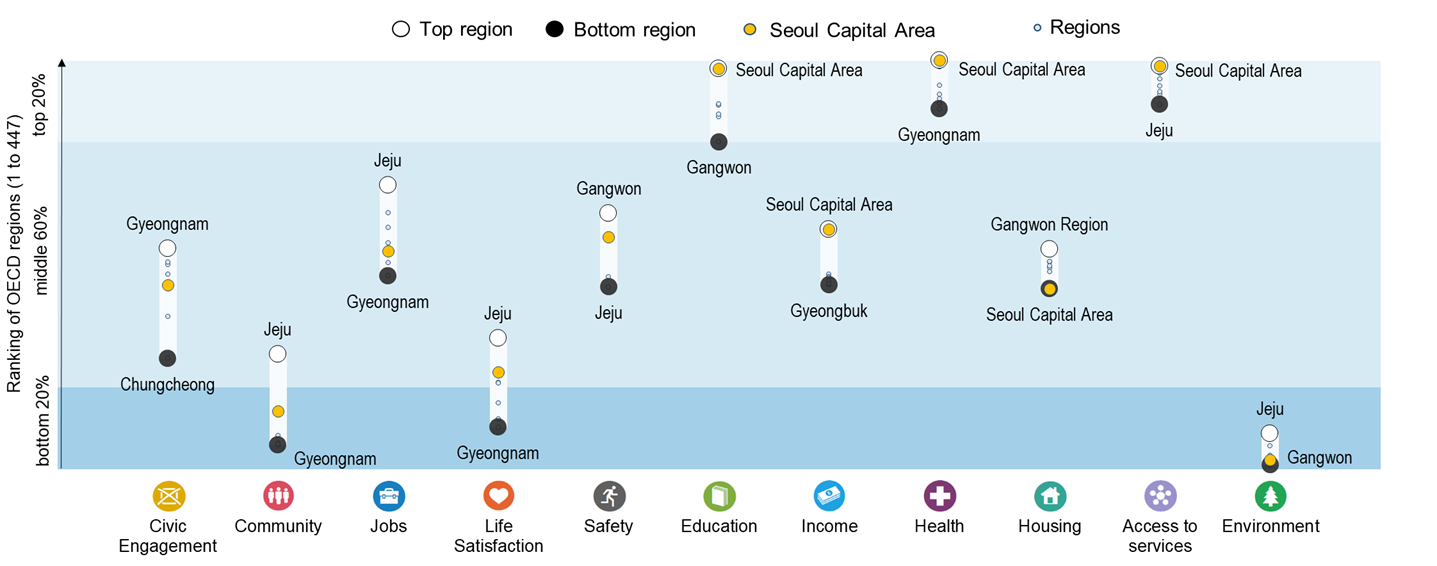 Top region
Bottom region
Seoul Capital Area
Regions
Ranking of OECD regions (1 to 447)
top 20%
middle 60%
bottom 20%
Gyeongnam
Chungcheong
Jeju
Gyeongnam
Jeju
Gyeongnam
Jeju
Gyeongnam
Gangwon
Jeju
Seoul Capital Area
Gangwon
Seoul Capital Area
Gyeongbuk
Seoul Capital Area
Gyeongnam
Gangwon Region
Seoul Capital Area
Seoul Capital Area
Jeju
Jeju
Gangwon
Civic
Engagement
Community
Jobs
Life
Satisfaction
Safety
Education
Income
Health
Housing
Access to
services
Environment